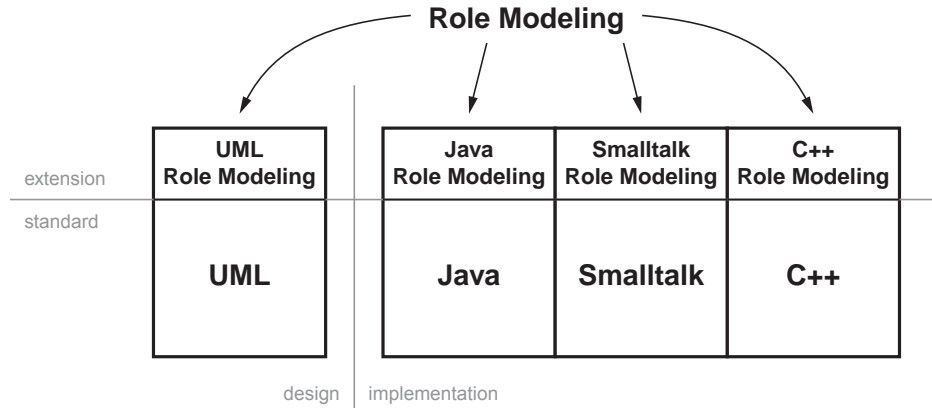 Role Modeling
UML
Role Modeling
Java
Role Modeling
Smalltalk
Role Modeling
C++
Role Modeling
extension
standard
UML
Java
Smalltalk
C++
design
implementation